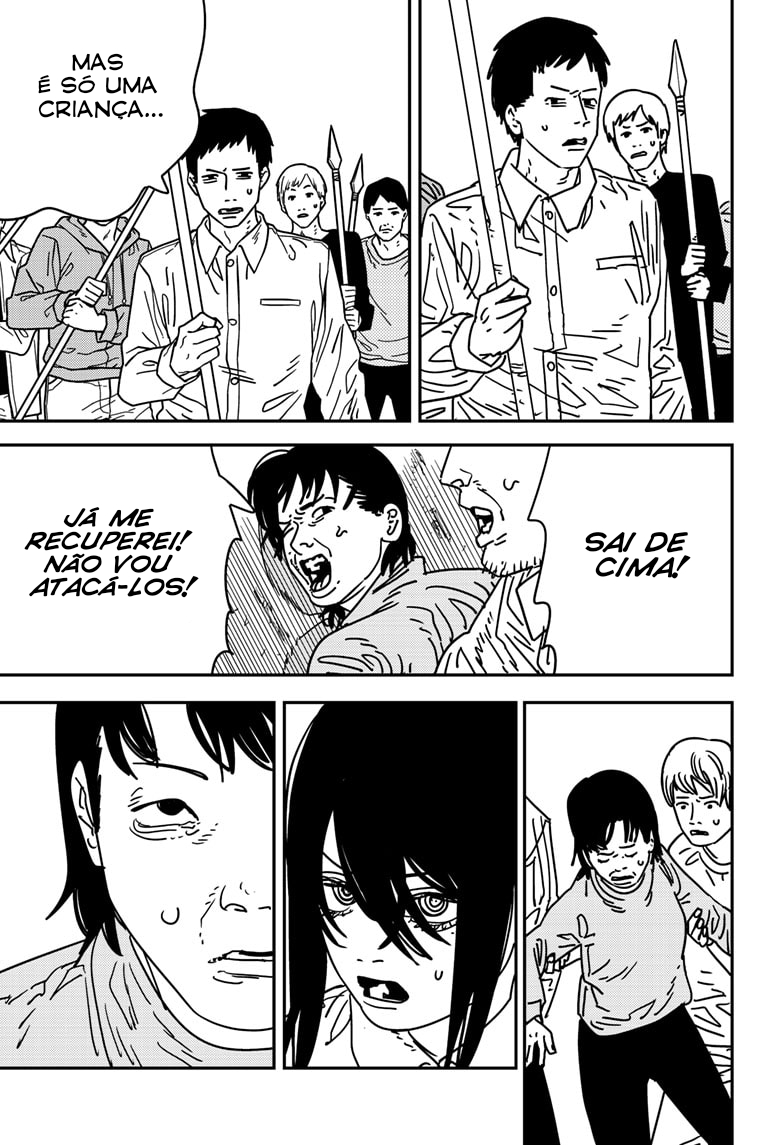 MAS
É SÓ UMA
CRIANÇA...
SAI DE
CIMA!
JÁ ME
RECUPEREI!
NÃO VOU
ATACÁ-LOS!